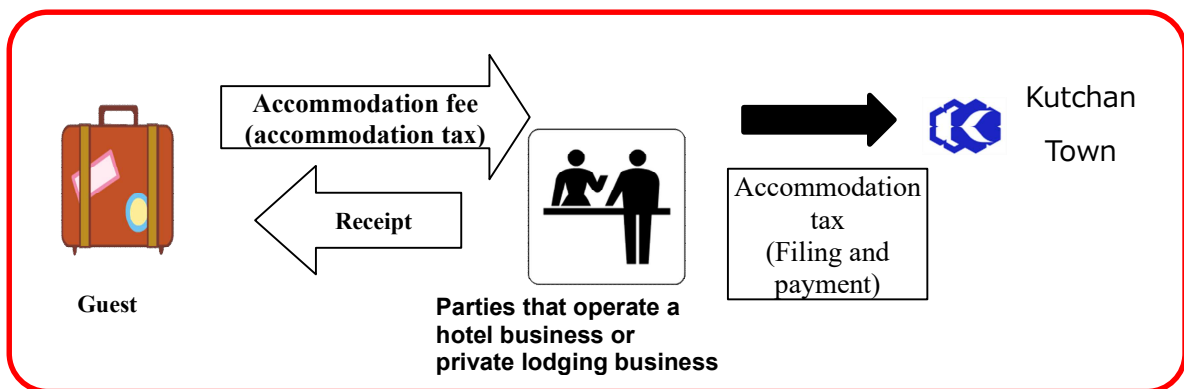 Accommodation fee
(accommodation tax)
Receipt
Guest
Parties that operate a
hotel business or
private lodging business
Accommodation
tax
(Filing and
payment)
Kutchan
Town